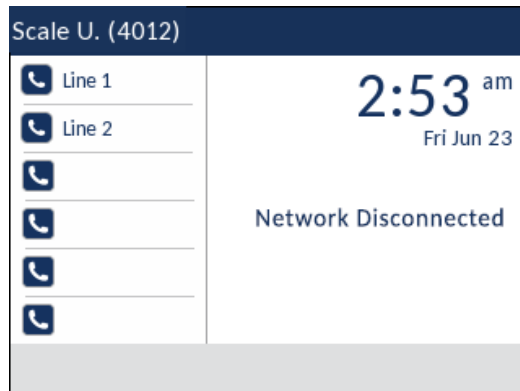 Scale U. (4012)
Line 1
Line 2
2:53 am
Fri Jun 23
Network Disconnected